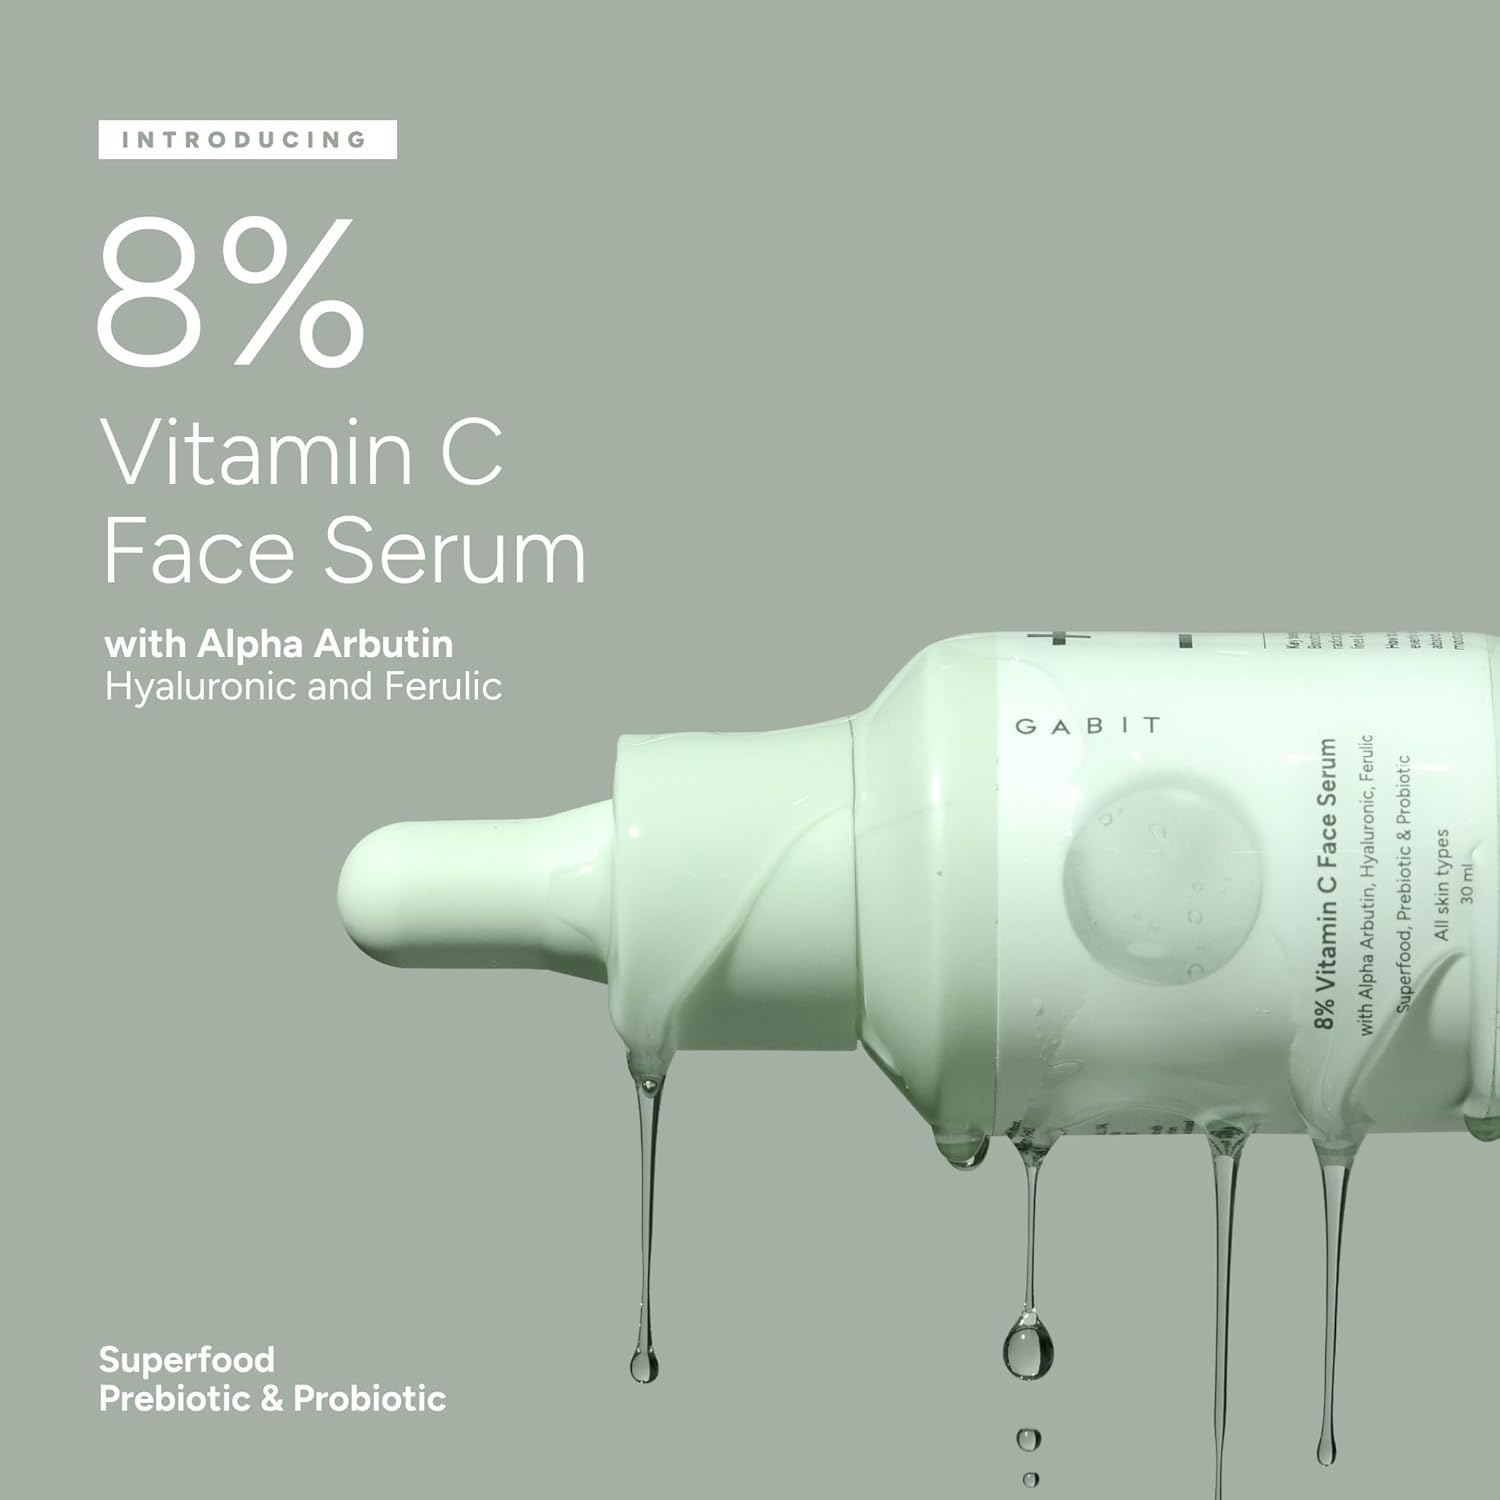 INTRODUCING
8%
Vitamin C
Face Serum
with Alpha Arbutin
Hyaluronic and Ferulic
GABIT
8% Vitamin C Face Serum
with Alpha Arbutin, Hyaluronic, Ferulic
Superfood, Prebiotic & Probiotic
All skin types
30 ml
Superfood
Prebiotic & Probiotic